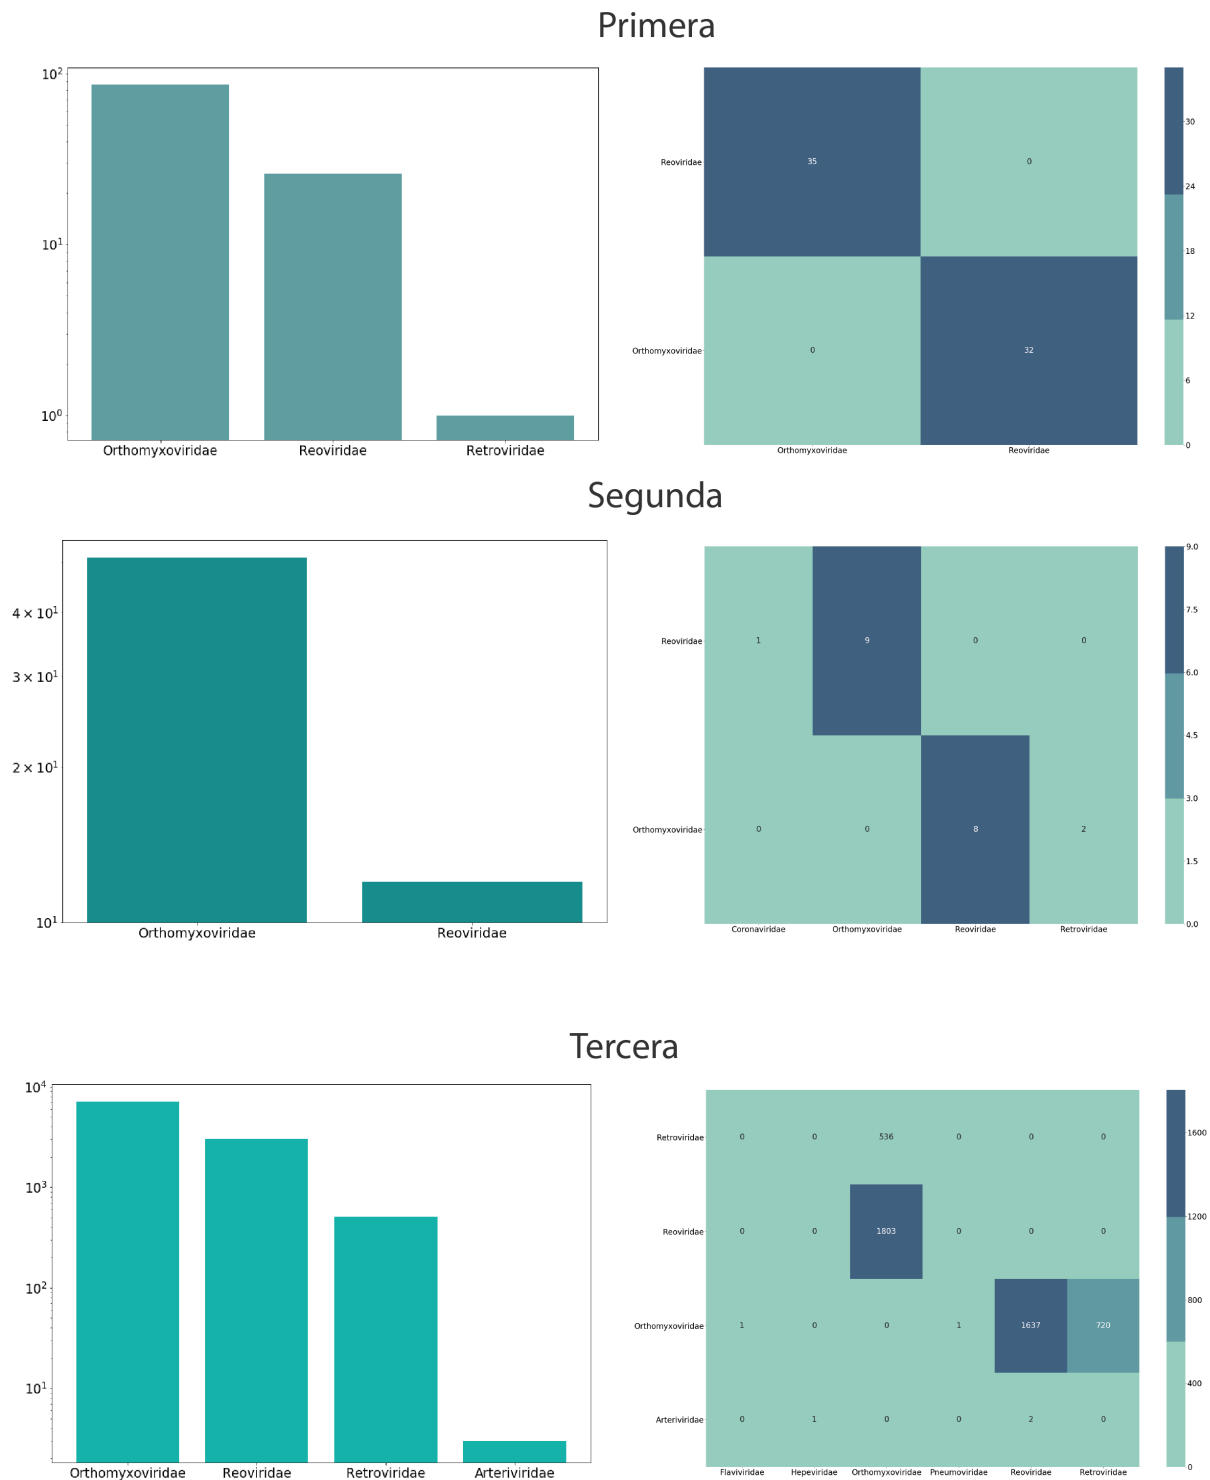 Primera
10²
10¹
10⁰
Orthomyxoviridae Reoviridae Retroviridae
Reoviridae 35 0
Orthomyxoviridae 0 32
Orthomyxoviridae Reoviridae
30
24
18
12
6
0
Segunda
4 × 10¹
3 × 10¹
2 × 10¹
10¹
Orthomyxoviridae Reoviridae
Reoviridae 1 9 0 0
Orthomyxoviridae 0 0 8 2
Coronaviridae Orthomyxoviridae Reoviridae Retroviridae
9.0
7.5
6.0
4.5
3.0
1.5
0.0
Tercera
10⁴
10³
10²
10¹
Orthomyxoviridae Reoviridae Retroviridae Arteriviridae
Retroviridae 0 0 536 0 0 0
Reoviridae 0 0 1803 0 0 0
Orthomyxoviridae 1 0 0 1 1637 720
Arteriviridae 0 1 0 0 2 0
Flaviviridae Hepeviridae Orthomyxoviridae Pneumoviridae Reoviridae Retroviridae
1600
1200
800
400
0